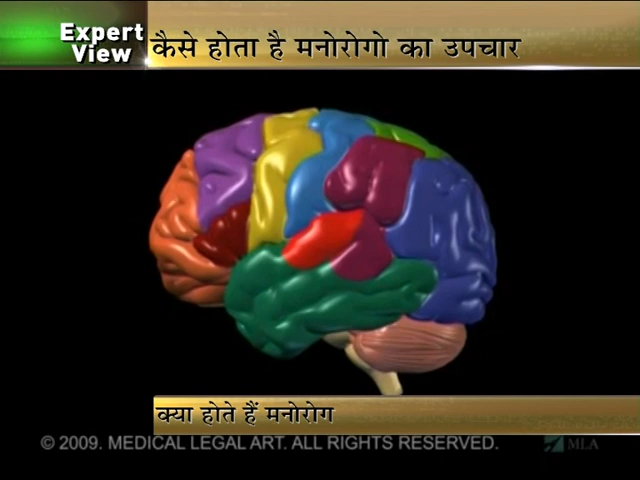 Expert
View
कैसे होता है मनोरोगो का उपचार
क्या होते हैं मनोरोग
© 2009. MEDICAL LEGAL ART. ALL RIGHTS RESERVED.
MLA